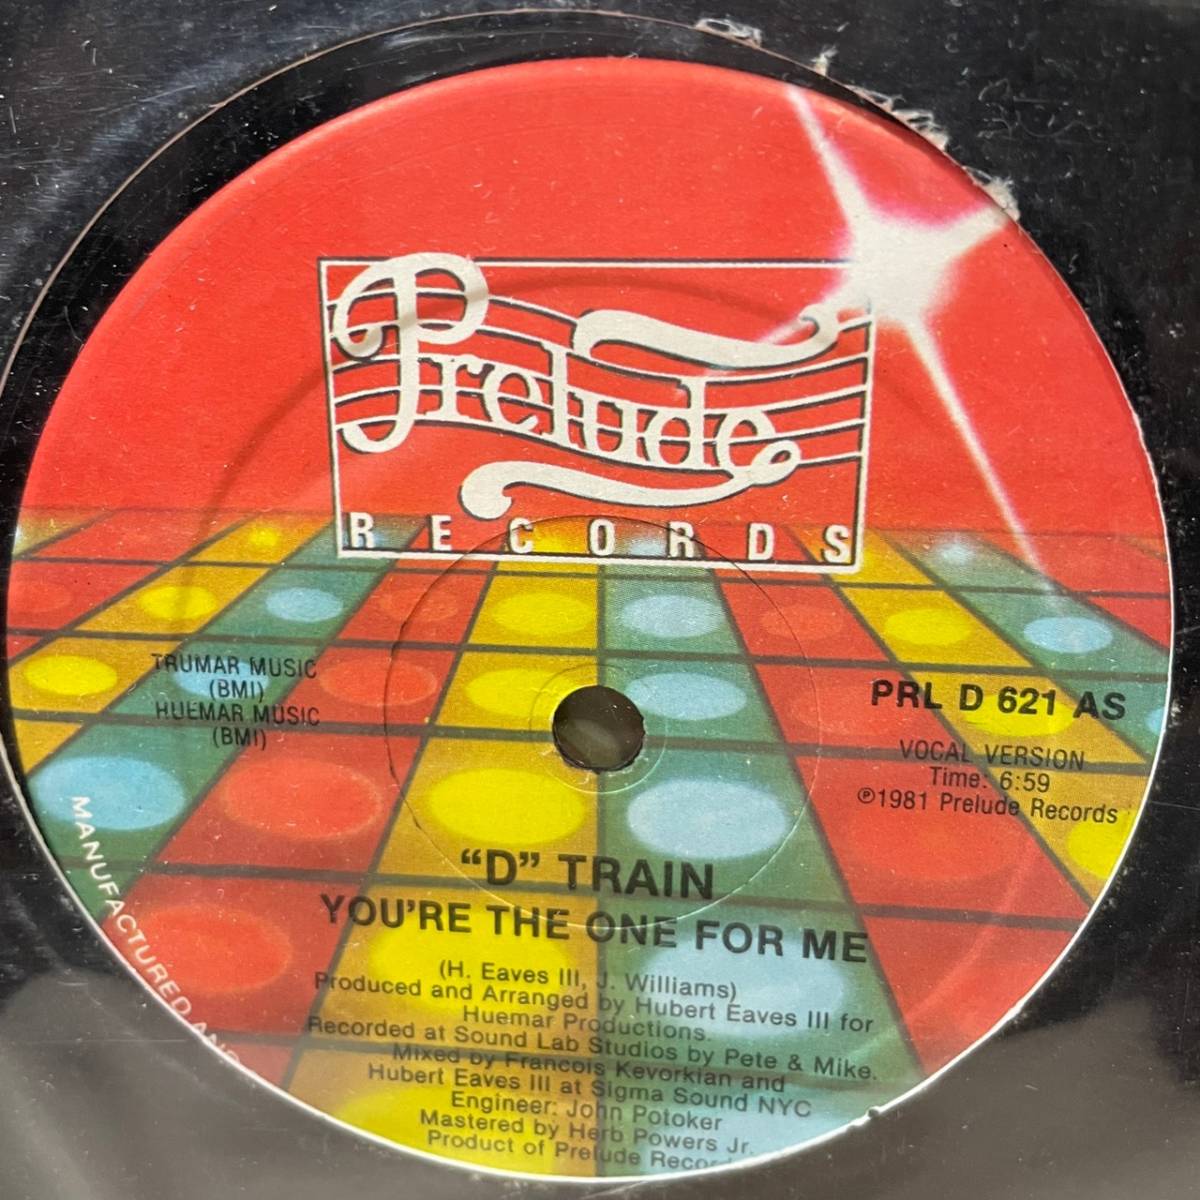 Prelude
RECORDS
TRUMAR MUSIC
(BMI)
HUEMAR MUSIC
(BMI)
PRL D 621 AS
VOCAL VERSION
Time: 6:59
℗1981 Prelude Records
"D" TRAIN
YOU'RE THE ONE FOR ME
(H. Eaves III, J. Williams)
Produced and Arranged by Hubert Eaves III for
Huemar Productions.
Recorded at Sound Lab Studios by Pete & Mike.
Mixed by Francois Kevorkian and
Hubert Eaves III at Sigma Sound NYC
Engineer: John Potoker
Mastered by Herb Powers Jr.
Product of Prelude Recor
MANUFACTURED AND